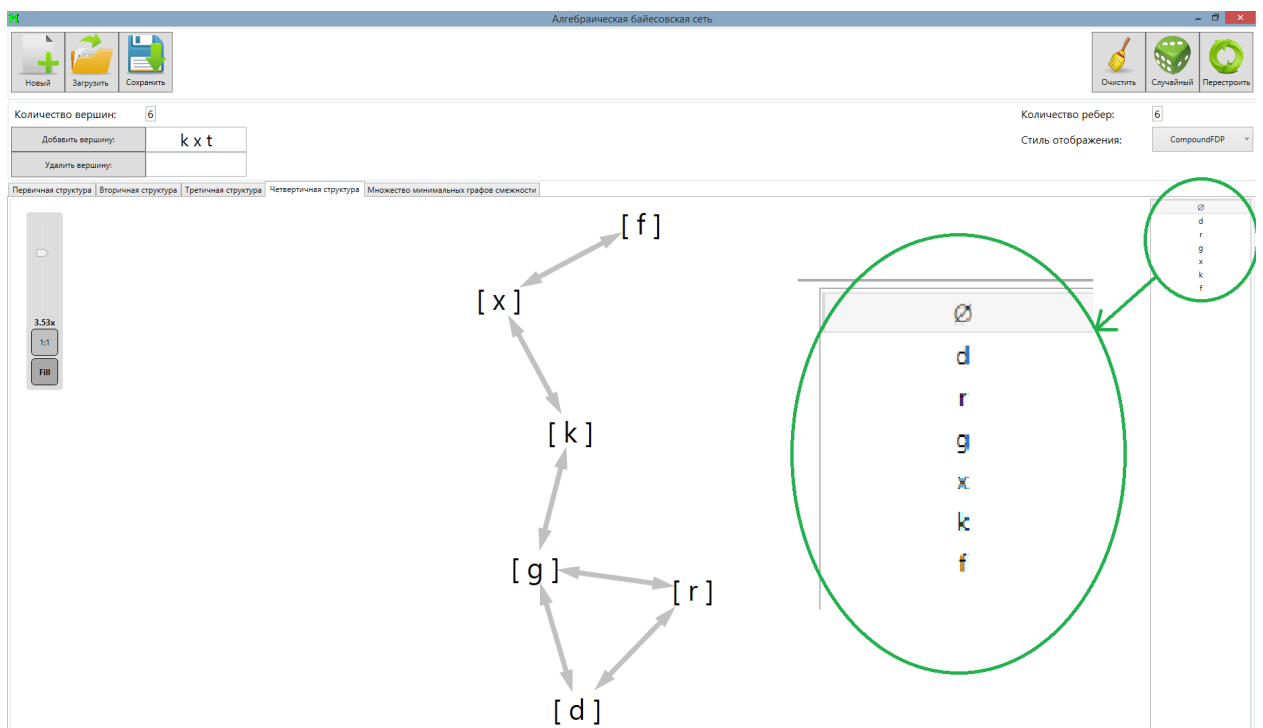 Алгебраическая байесовская сеть
Новый Загрузить Сохранить Очистить Случайный Перестроить
Количество вершин: 6 Количество ребер: 6
Добавить вершину: k x t Стиль отображения: CompoundFDP
Удалить вершину:
Первичная структура Вторичная структура Третичная структура Четвертичная структура Множество минимальных графов смежности
3.53x
1:1
Fill
[ f ]
[ x ]
[ k ]
[ g ]
[ r ]
[ d ]
∅
d
r
g
x
k
f
∅
d
r
g
x
k
f